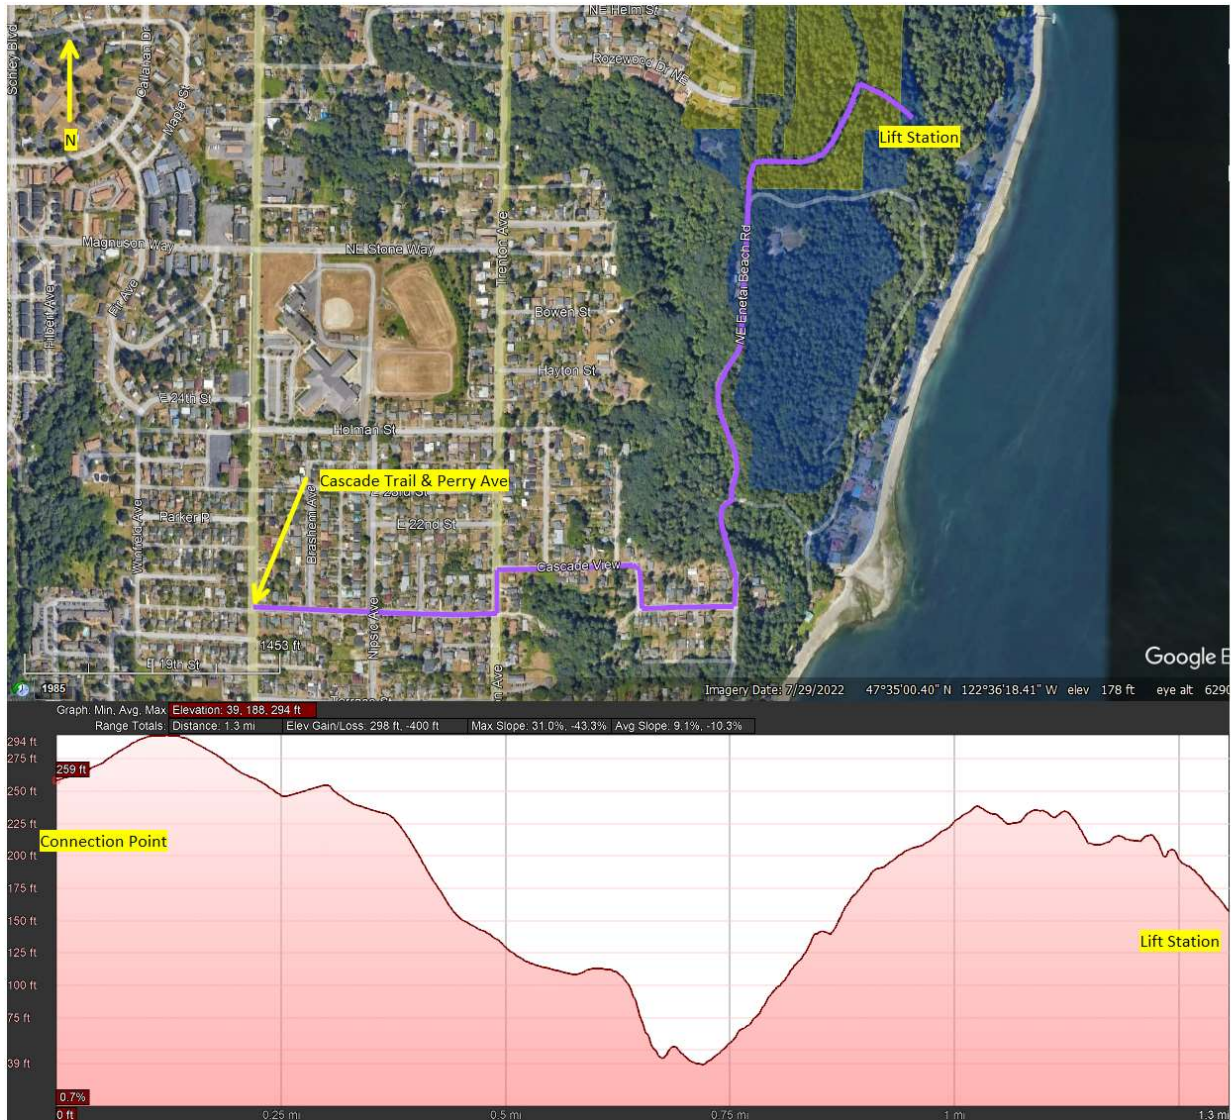 NE Helm St
Schley Blvd
Callahan Dr
Maple St
Rozewood Dr NE
N
Lift Station
Magnuson Way
NE Stone Way
Trenton Ave
NE Enetai Beach Rd
Fir Ave
Filbert Ave
Bowen St
Hayton St
E 24th St
Holman St
Cascade Trail & Perry Ave
E 23rd St
Parker Pl
Brashem Ave
E 22nd St
Winfield Ave
Cascade View
Nipsic Ave
1453 ft
E 19th St
on Ave
Google E
1985
Imagery Date: 7/29/2022 47°35'00.40" N 122°36'18.41" W elev 178 ft eye alt 6290
Graph: Min, Avg, Max Elevation: 39, 188, 294 ft
Range Totals: Distance: 1.3 mi Elev Gain/Loss: 298 ft, -400 ft Max Slope: 31.0%, -43.3% Avg Slope: 9.1%, -10.3%
294 ft
275 ft
259 ft
250 ft
225 ft
Connection Point
200 ft
175 ft
150 ft
Lift Station
125 ft
100 ft
75 ft
39 ft
0.7%
0 ft 0.25 mi 0.5 mi 0.75 mi 1 mi 1.3 mi